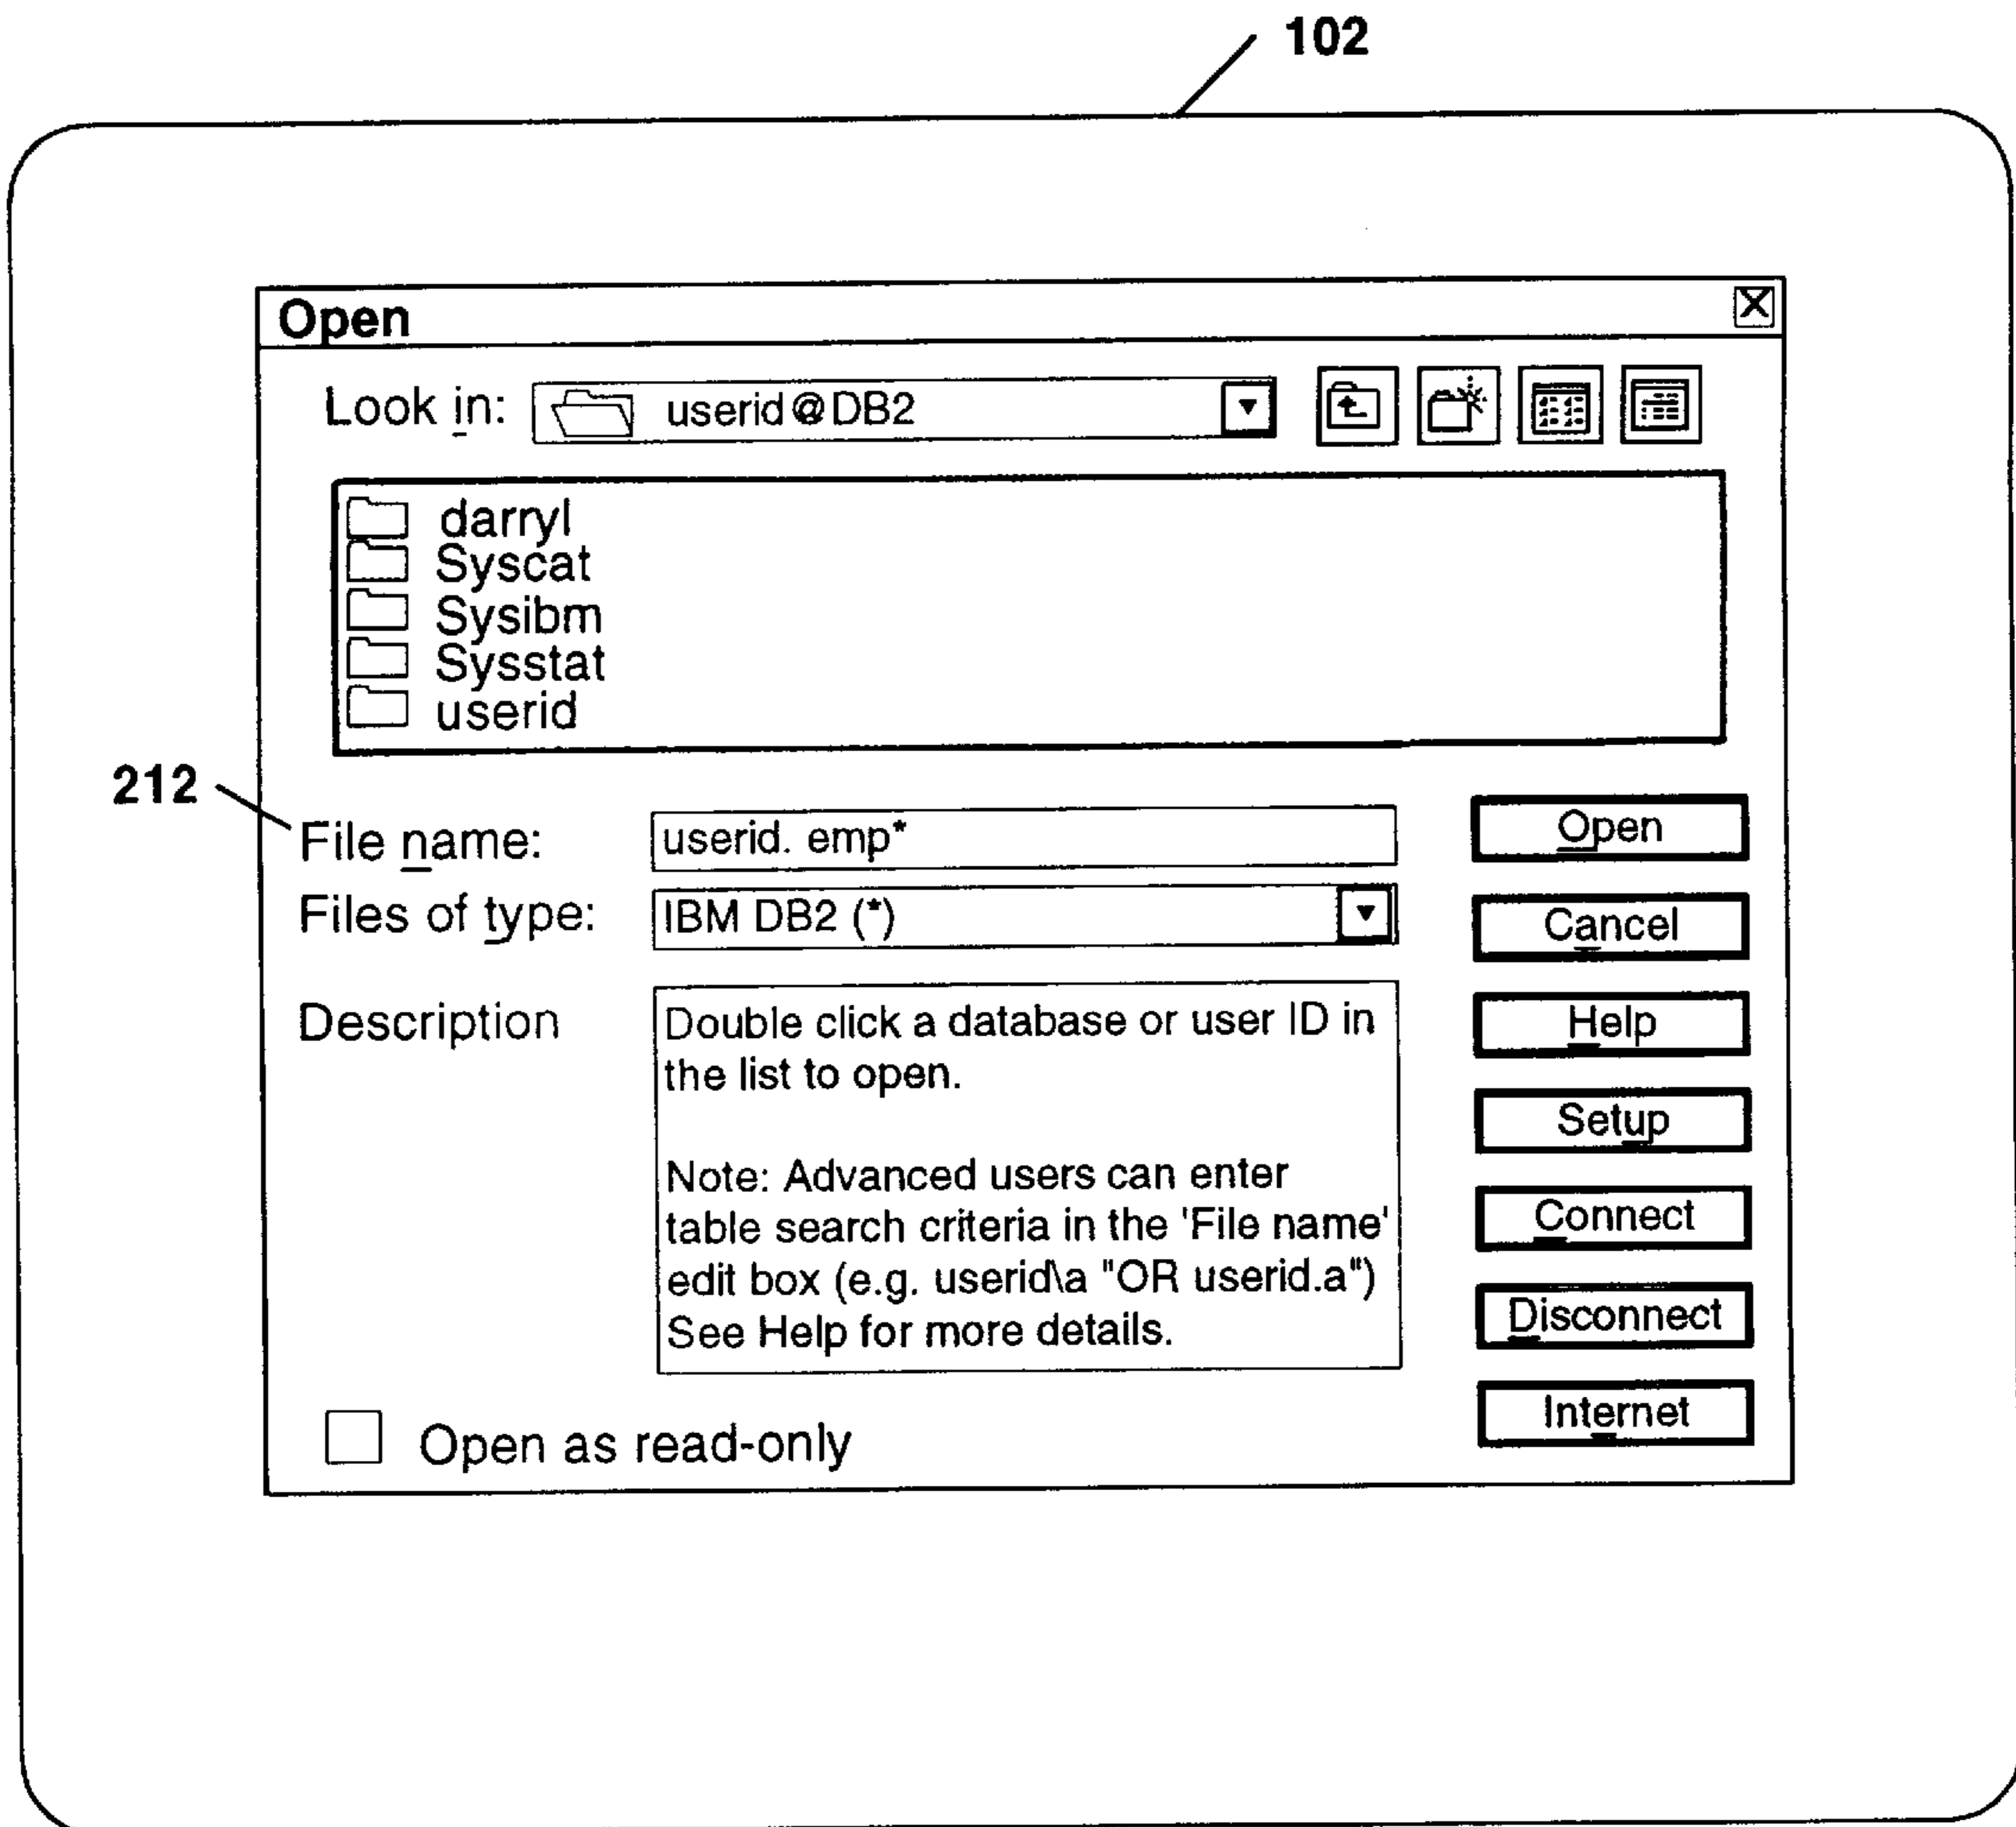 102
Open
Look in: userid@DB2
darryl
Syscat
Sysibm
Sysstat
userid
212
File name: userid. emp*
Open
Files of type: IBM DB2 (*)
Cancel
Description
Double click a database or user ID in
the list to open.
Note: Advanced users can enter
table search criteria in the 'File name'
edit box (e.g. userid\a "OR userid.a")
See Help for more details.
Help
Setup
Connect
Disconnect
Internet
Open as read-only